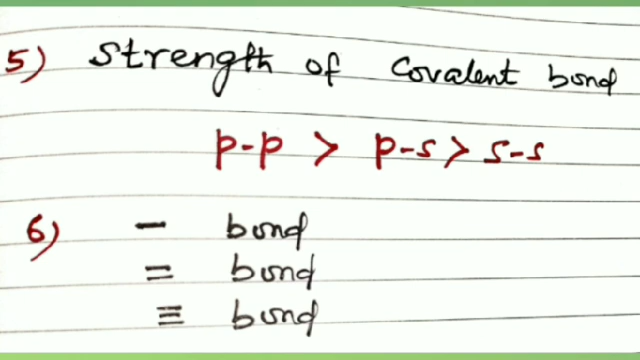 5) Strength of Covalent bond
p-p > p-s > s-s
6) — bond
= bond
≡ bond